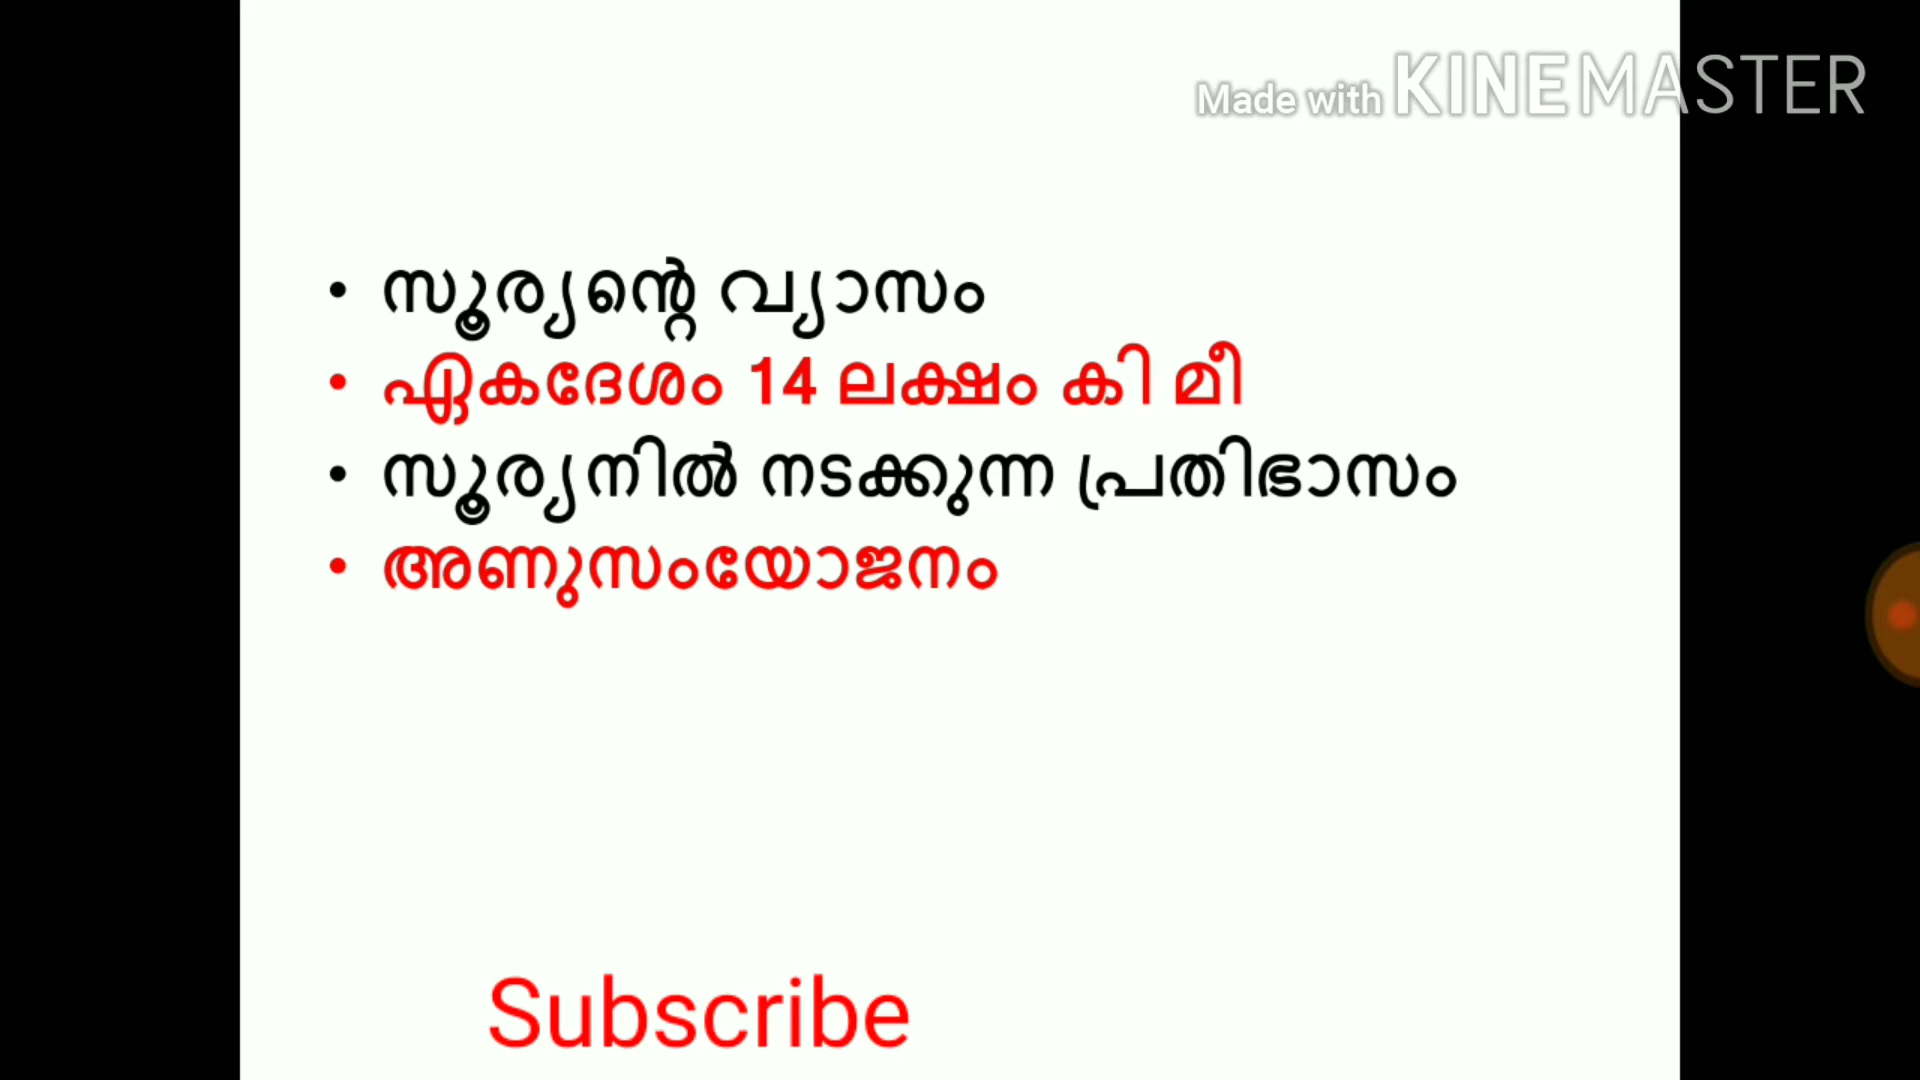 Made with KINEMASTER
• സൂര്യന്റെ വ്യാസം
• ഏകദേശം 14 ലക്ഷം കി മീ
• സൂര്യനിൽ നടക്കുന്ന പ്രതിഭാസം
• അണുസംയോജനം
Subscribe